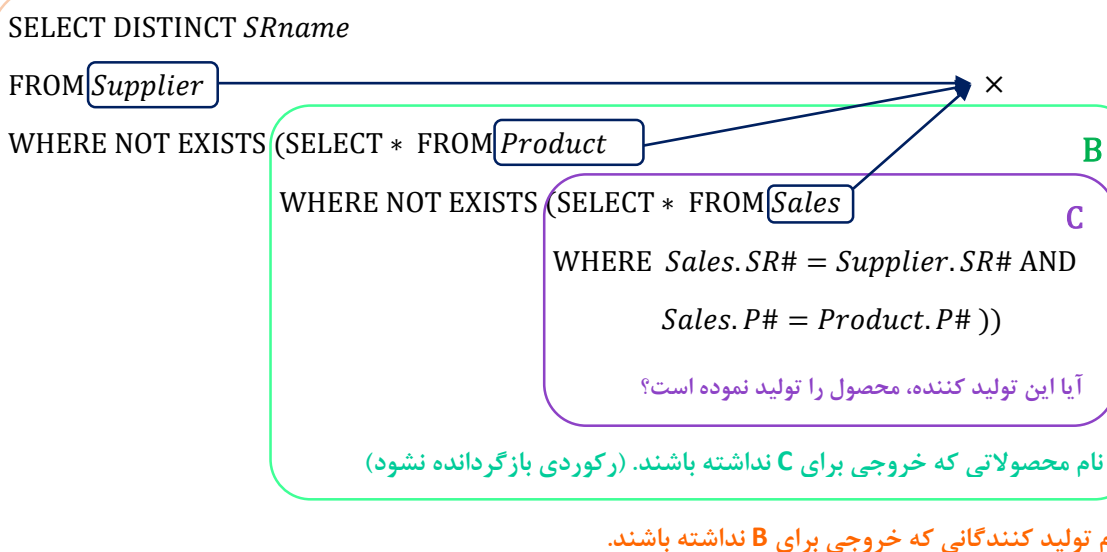 SELECT DISTINCT SRname
FROM Supplier ×
WHERE NOT EXISTS (SELECT * FROM Product B
WHERE NOT EXISTS (SELECT * FROM Sales C
WHERE Sales.SR# = Supplier.SR# AND
Sales.P# = Product.P# ))
آیا این تولید کننده، محصول را تولید نموده است؟
نام محصولاتی که خروجی برای C نداشته باشند. (رکوردی بازگردانده نشود)
تولید کنندگانی که خروجی برای B نداشته باشند.